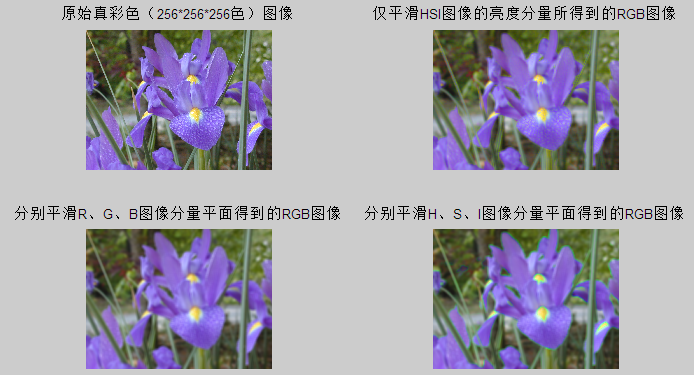 原始真彩色（256*256*256色）图像
仅平滑HSI图像的亮度分量所得到的RGB图像
分别平滑R、G、B图像分量平面得到的RGB图像
分别平滑H、S、I图像分量平面得到的RGB图像